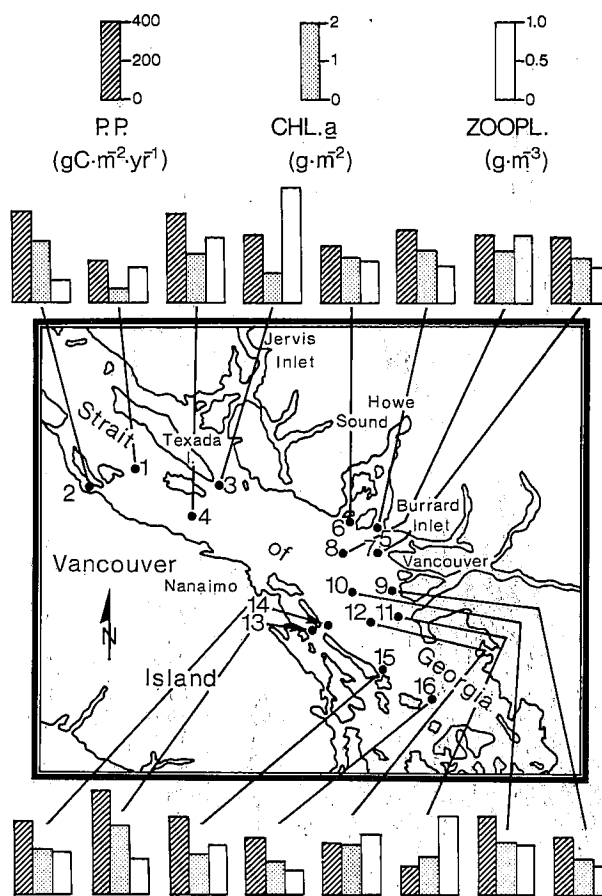 400
200
0
P.P.
(gC·m̄²·yr̄¹)
2
1
0
CHL.a
(g·m̄²)
1.0
0.5
0
ZOOPL.
(g·m̄³)
Jervis
Inlet
Howe
Sound
Strait
Texada
1
2
3
4
6
5
Burrard
Inlet
8
7
of
Vancouver
Vancouver
Nanaimo
10
9
14
12
11
13
N
Island
15
Georgia
16